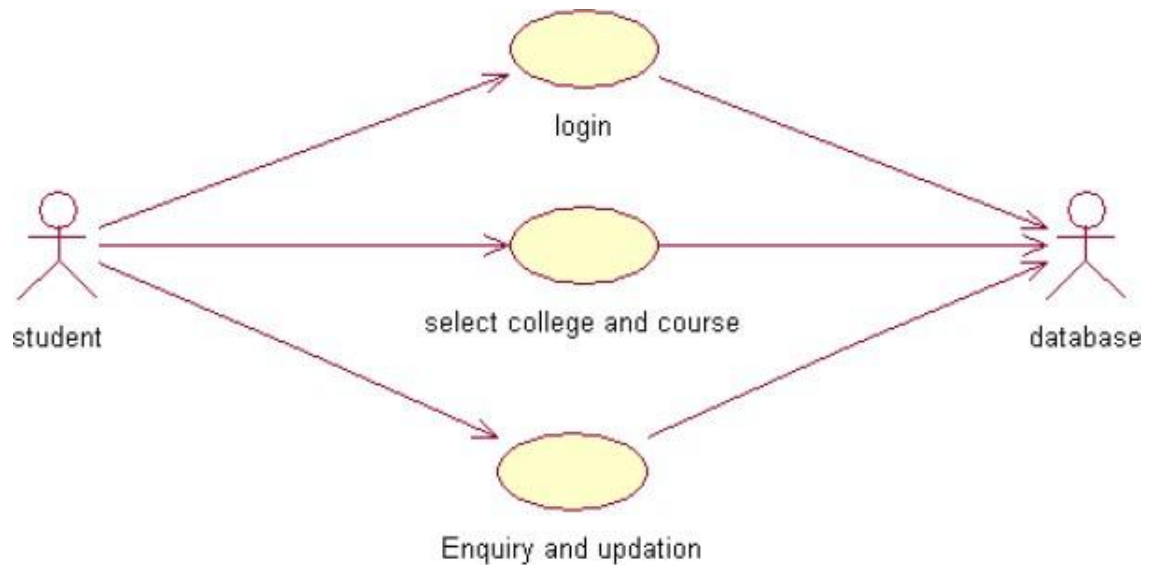 login
student
select college and course
database
Enquiry and updation